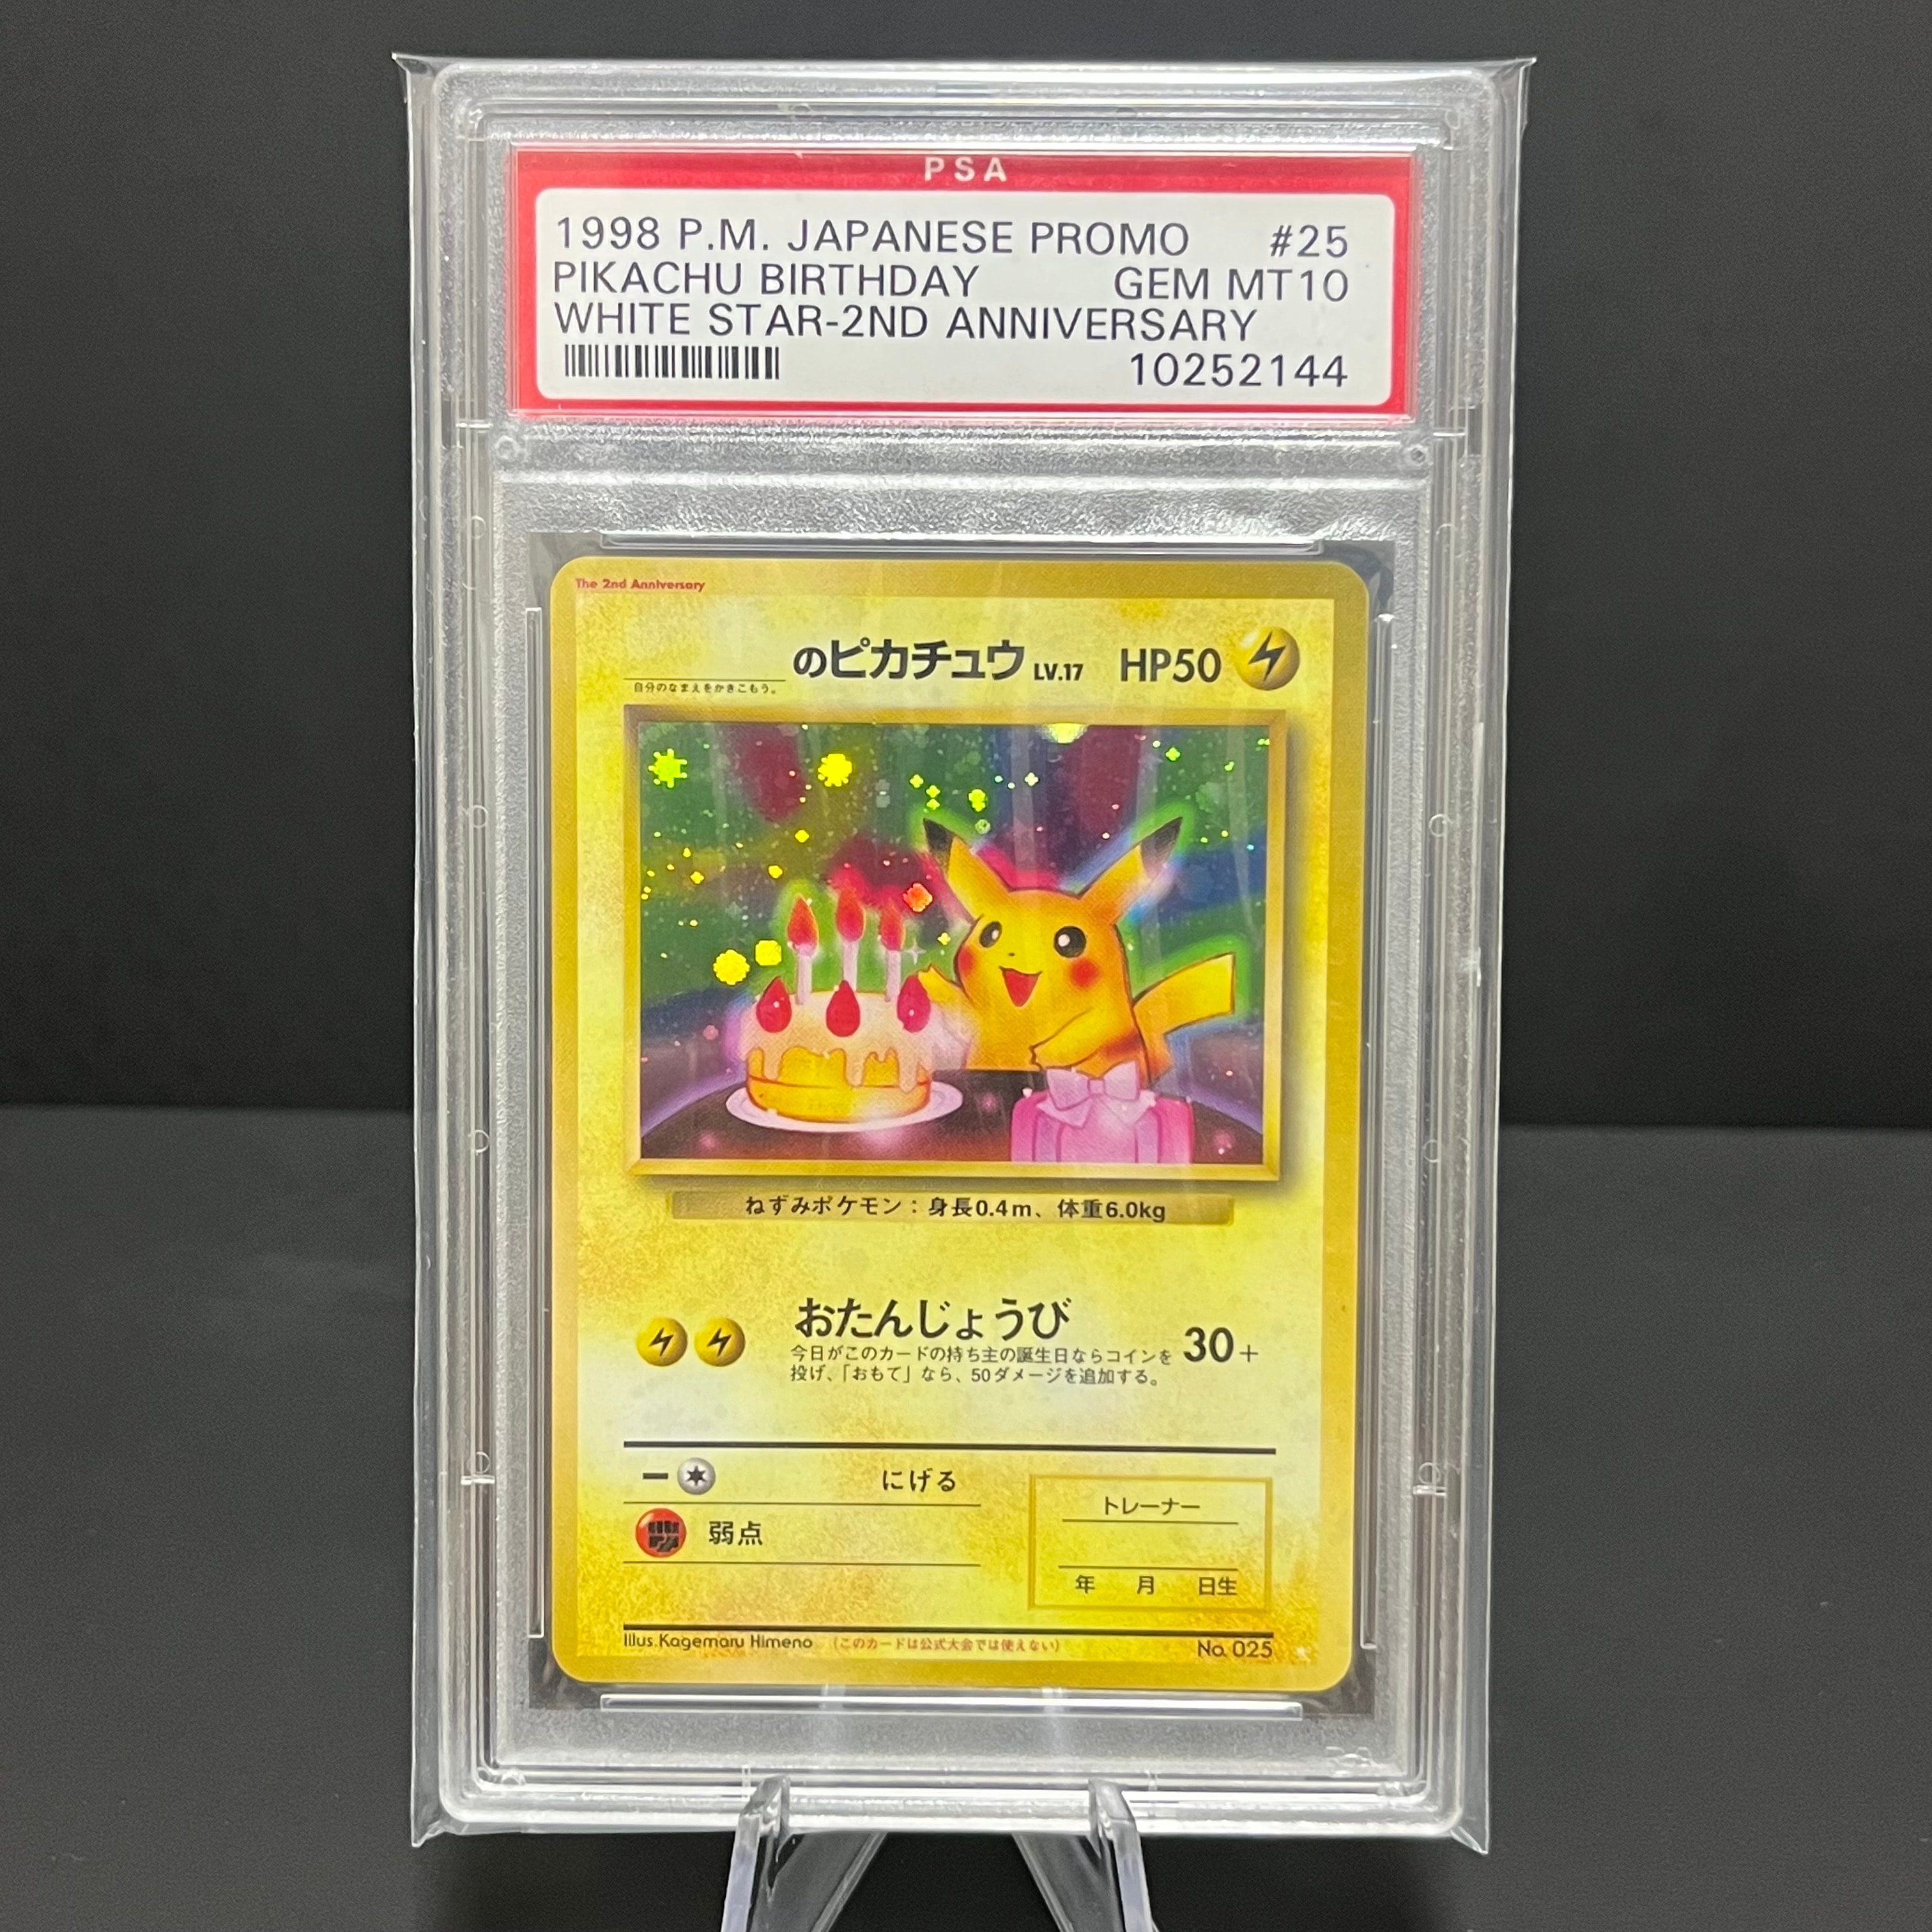 PSA
1998 P.M. JAPANESE PROMO #25
PIKACHU BIRTHDAY GEM MT10
WHITE STAR-2ND ANNIVERSARY
10252144
The 2nd Anniversary
のピカチュウ LV.17 HP50
自分のなまえをかきこもう。
ねずみポケモン：身長0.4m、体重6.0kg
おたんじょうび
今日がこのカードの持ち主の誕生日ならコインを 30+
投げ、「おもて」なら、50ダメージを追加する。
にげる
トレーナー
弱点
年 月 日生
Illus.Kagemaru Himeno （このカードは公式大会では使えない） No. 025